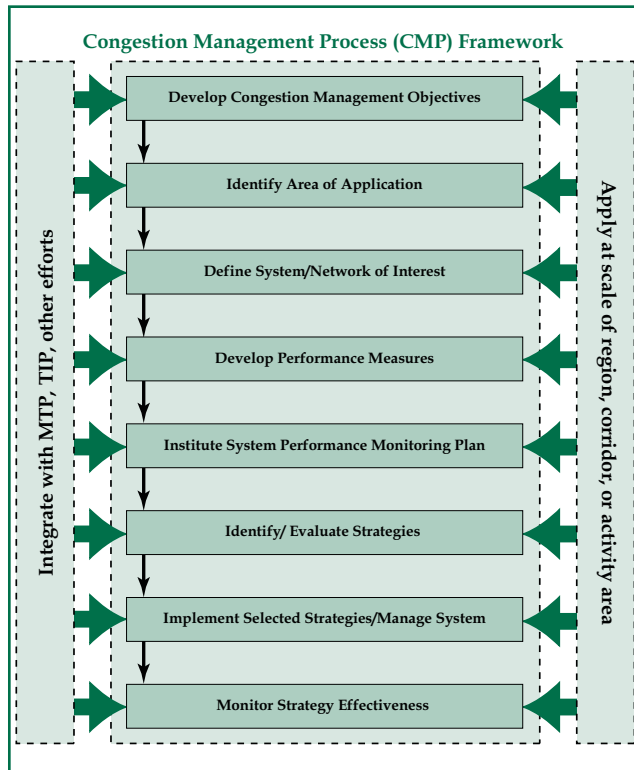 Congestion Management Process (CMP) Framework
Integrate with MTP, TIP, other efforts
Develop Congestion Management Objectives
Identify Area of Application
Define System/Network of Interest
Develop Performance Measures
Institute System Performance Monitoring Plan
Identify/ Evaluate Strategies
Implement Selected Strategies/Manage System
Monitor Strategy Effectiveness
Apply at scale of region, corridor, or activity
area